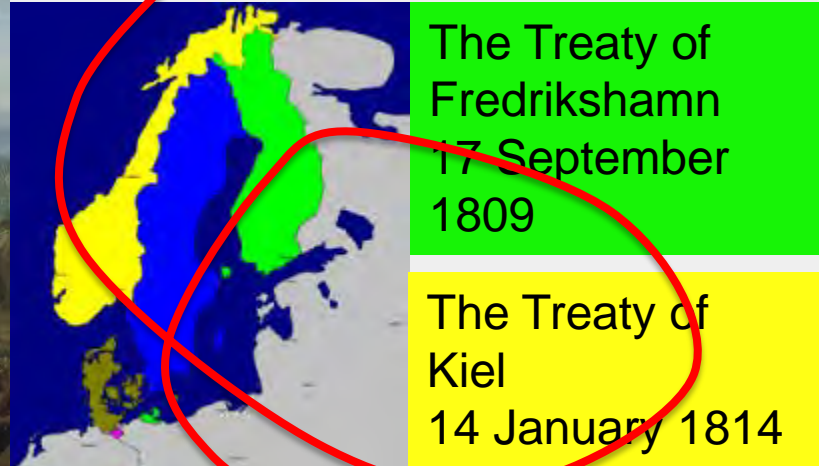 The Treaty of
Fredrikshamn
17 September
1809
The Treaty of
Kiel
14 January 1814